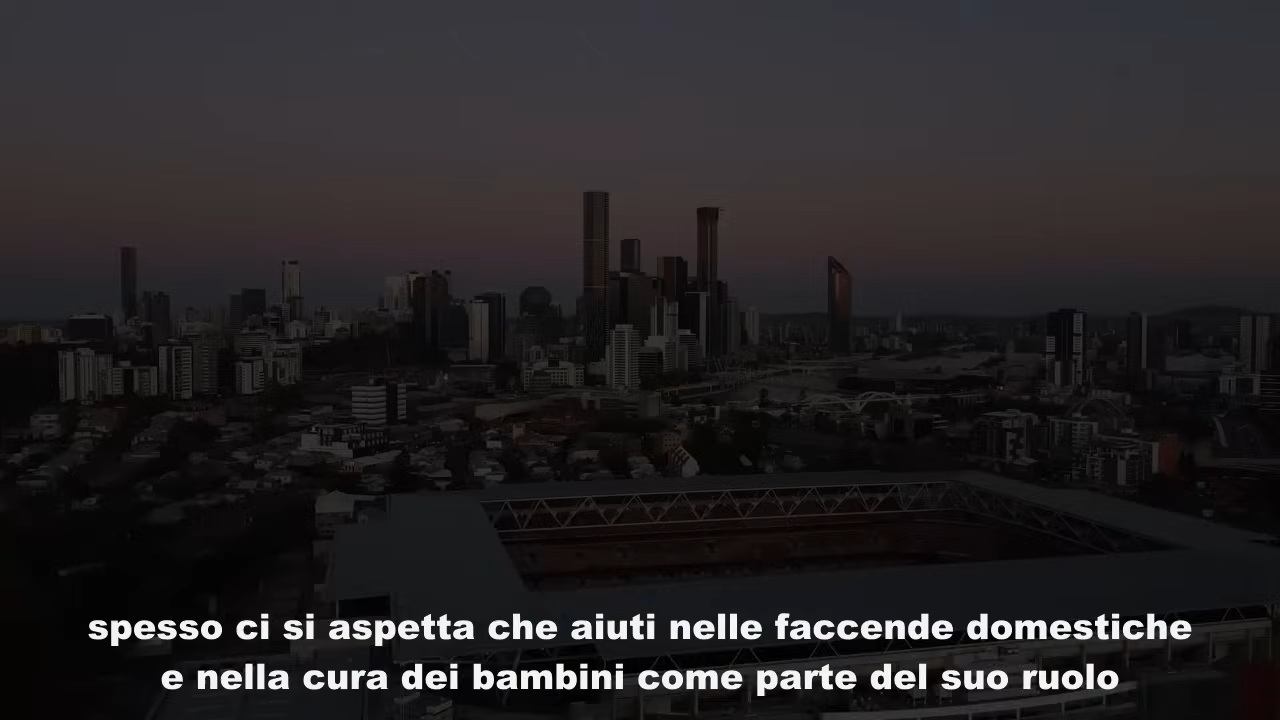 spesso ci si aspetta che aiuti nelle faccende domestiche
e nella cura dei bambini come parte del suo ruolo